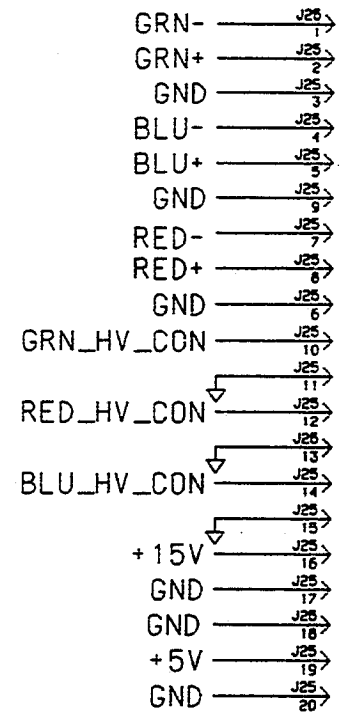 GRN- J25 1
GRN+ J25 2
GND J25 3
BLU- J25 4
BLU+ J25 5
GND J25 9
RED- J25 7
RED+ J25 8
GND J25 6
GRN_HV_CON J25 10
J25 11
RED_HV_CON J25 12
J25 13
BLU_HV_CON J25 14
J25 15
+15V J25 16
GND J25 17
GND J25 18
+5V J25 19
GND J25 20